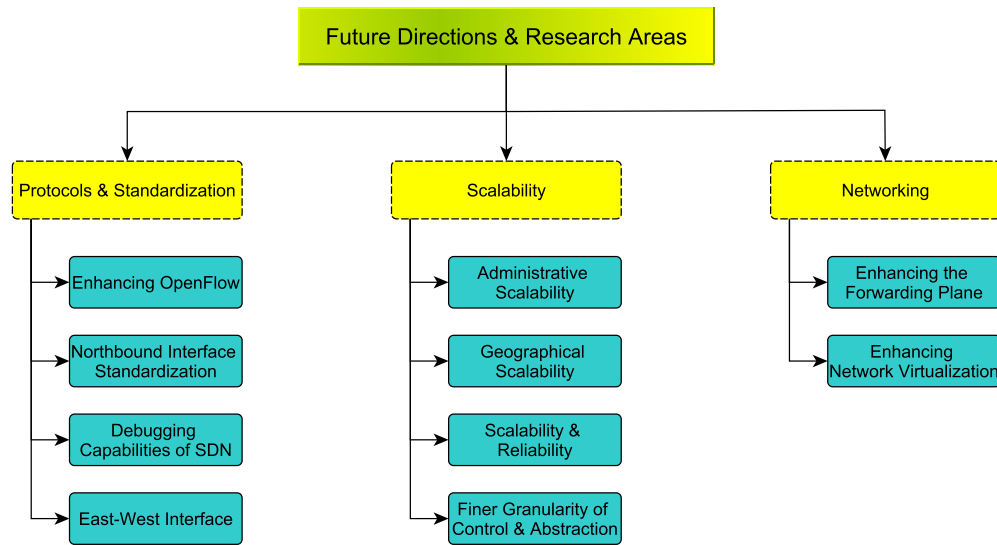 Future Directions & Research Areas
Protocols & Standardization
Enhancing OpenFlow
Northbound Interface
Standardization
Debugging
Capabilities of SDN
East-West Interface
Scalability
Administrative
Scalability
Geographical
Scalability
Scalability &
Reliability
Finer Granularity of
Control & Abstraction
Networking
Enhancing the
Forwarding Plane
Enhancing
Network Virtualization